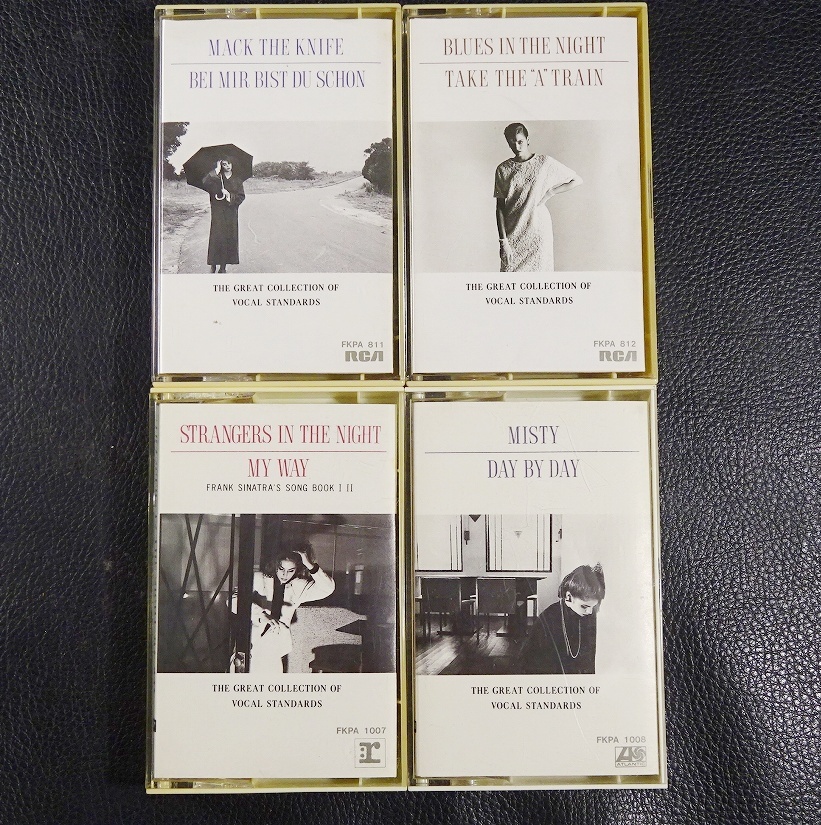 MACK THE KNIFE
BEI MIR BIST DU SCHON
THE GREAT COLLECTION OF
VOCAL STANDARDS
FKPA 811
RCA
BLUES IN THE NIGHT
TAKE THE "A" TRAIN
THE GREAT COLLECTION OF
VOCAL STANDARDS
FKPA 812
RCA
STRANGERS IN THE NIGHT
MY WAY
FRANK SINATRA'S SONG BOOK I II
THE GREAT COLLECTION OF
VOCAL STANDARDS
FKPA 1007
r
MISTY
DAY BY DAY
THE GREAT COLLECTION OF
VOCAL STANDARDS
FKPA 1008
ATLANTIC